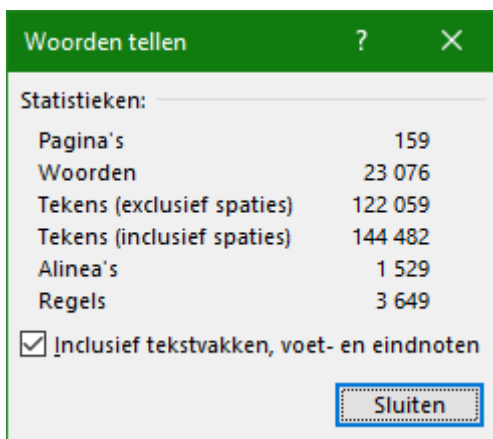 Woorden tellen ?
Statistieken:
Pagina's 159
Woorden 23 076
Tekens (exclusief spaties) 122 059
Tekens (inclusief spaties) 144 482
Alinea's 1 529
Regels 3 649
Inclusief tekstvakken, voet- en eindnoten
Sluiten